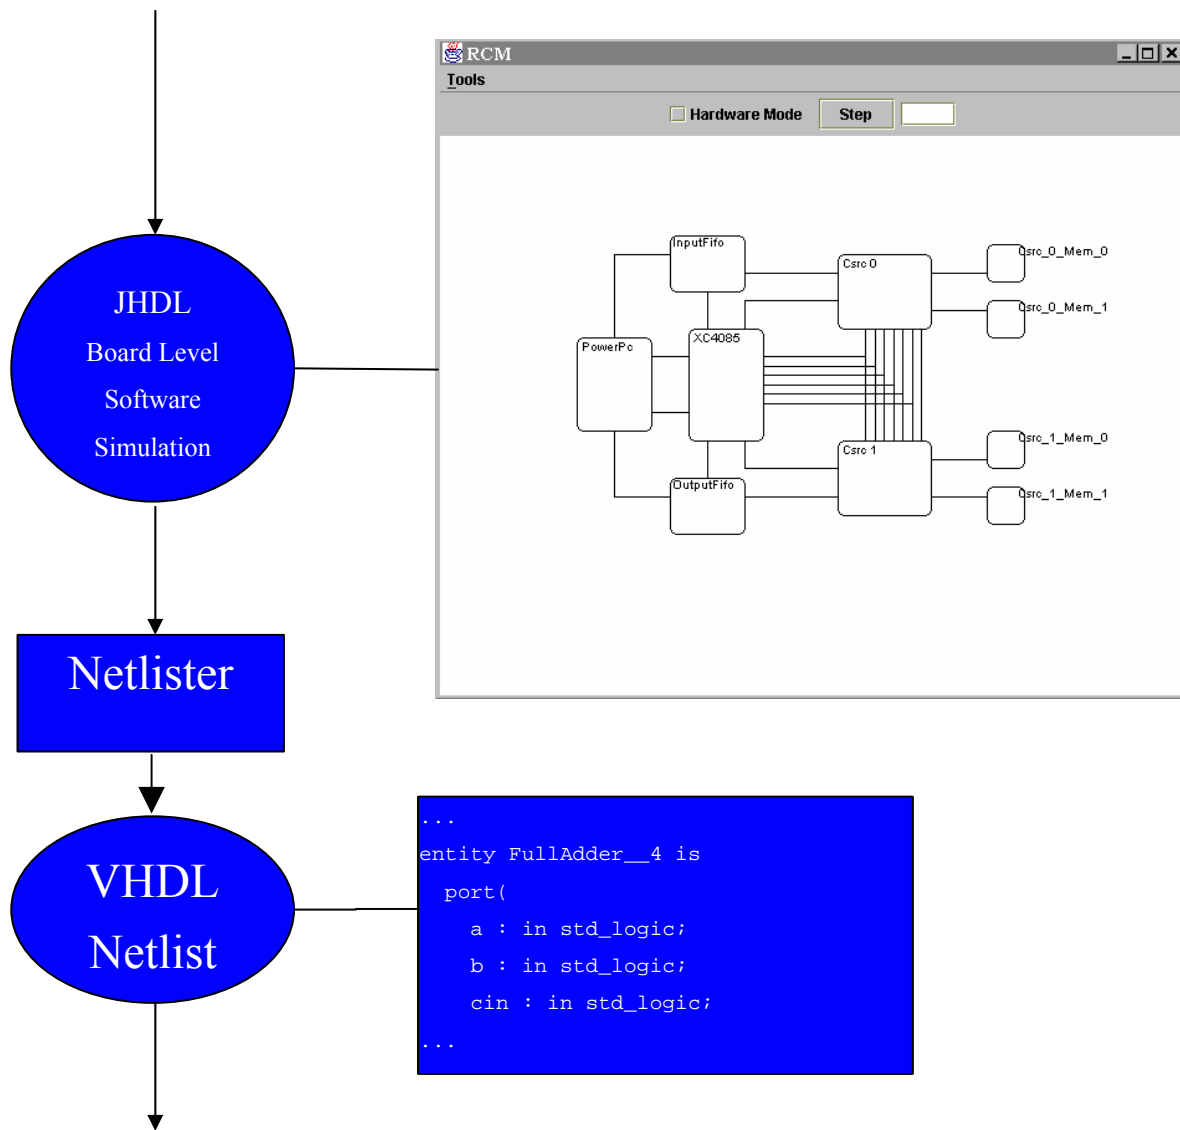 RCM
Tools
Hardware Mode
Step
JHDL
Board Level
Software
Simulation
InputFifo
Csrc 0
Csrc_0_Mem_0
Csrc_0_Mem_1
PowerPc
XC4085
Csrc 1
Csrc_1_Mem_0
Csrc_1_Mem_1
OutputFifo
Netlister
VHDL
Netlist
...
entity FullAdder__4 is
port(
a : in std_logic;
b : in std_logic;
cin : in std_logic;
...